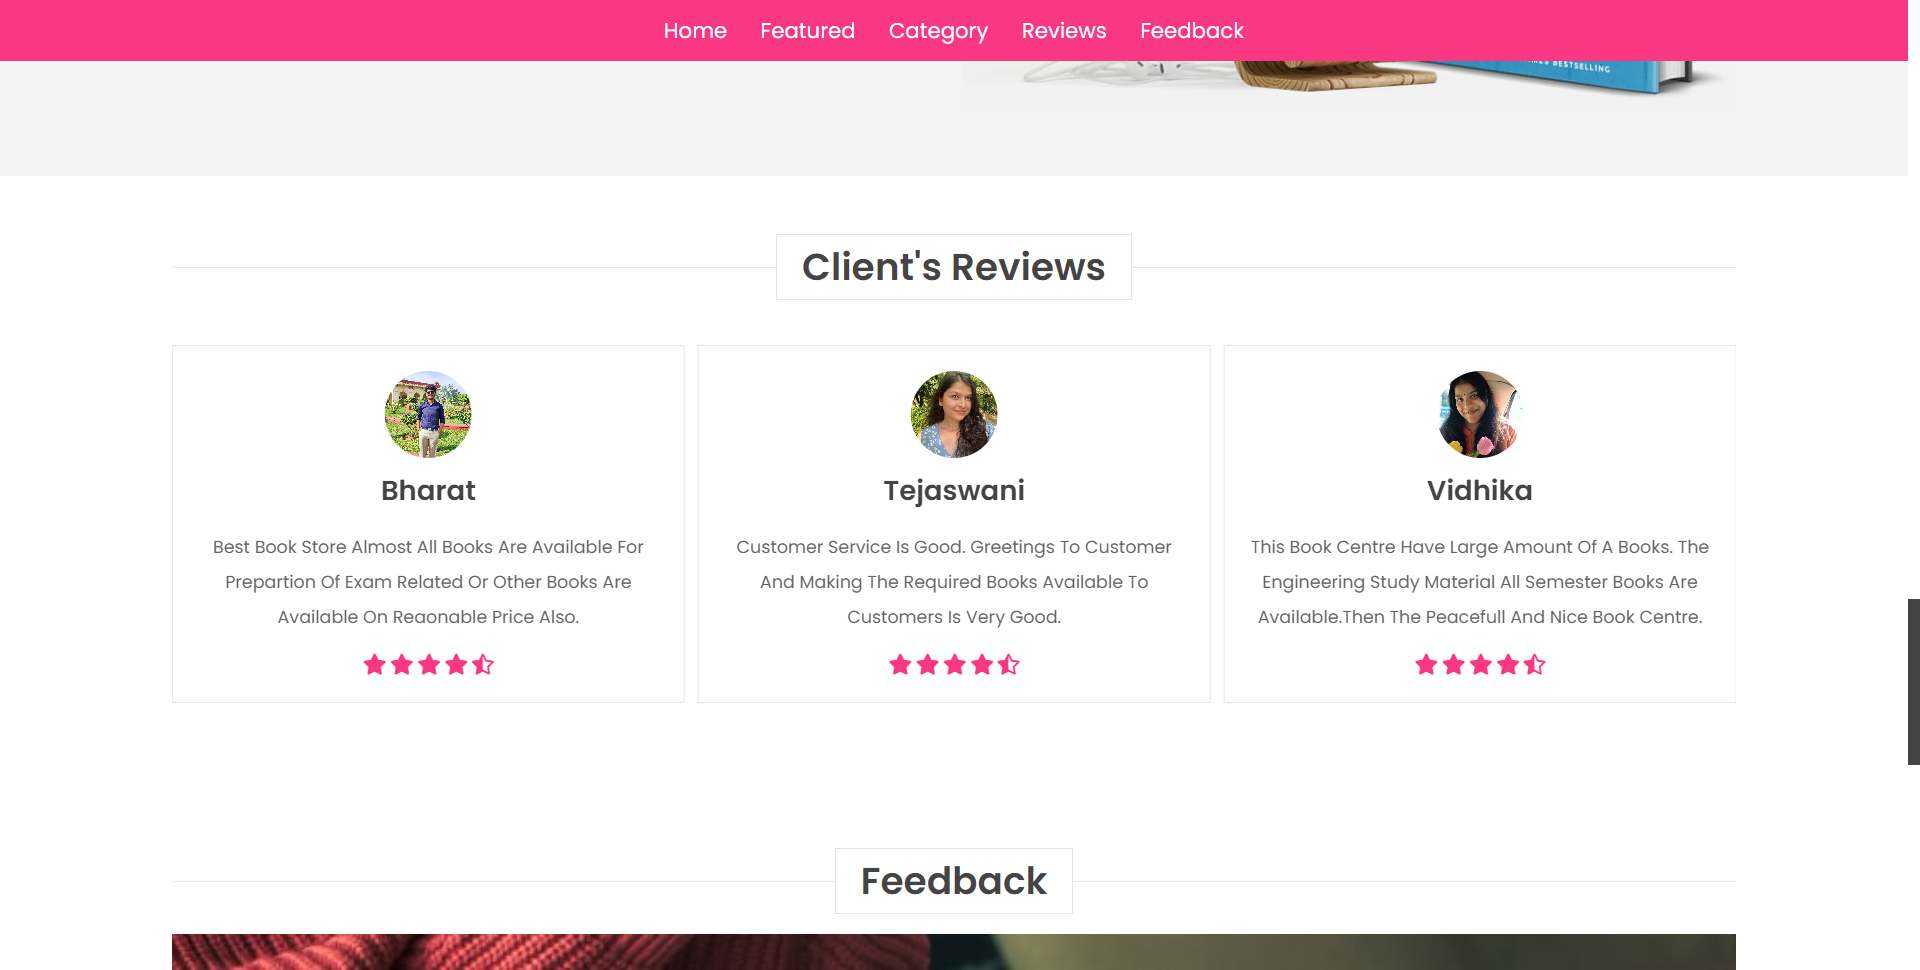 Home Featured Category Reviews Feedback
BESTSELLING
Client's Reviews
Bharat
Best Book Store Almost All Books Are Available For
Prepartion Of Exam Related Or Other Books Are
Available On Reaonable Price Also.
Tejaswani
Customer Service Is Good. Greetings To Customer
And Making The Required Books Available To
Customers Is Very Good.
Vidhika
This Book Centre Have Large Amount Of A Books. The
Engineering Study Material All Semester Books Are
Available.Then The Peacefull And Nice Book Centre.
Feedback